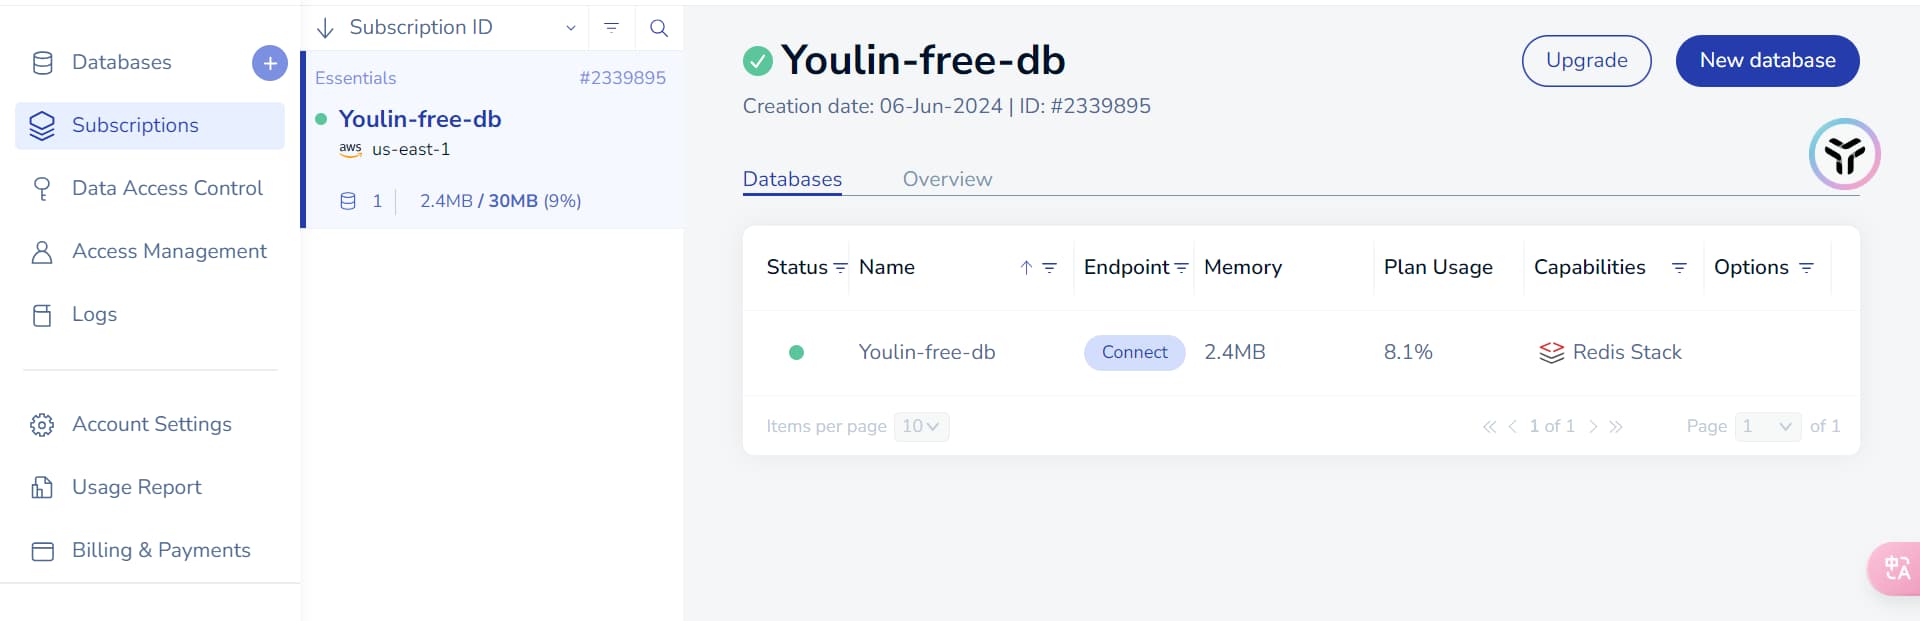 Databases
Subscriptions
Data Access Control
Access Management
Logs
Account Settings
Usage Report
Billing & Payments
Subscription ID
Essentials #2339895
Youlin-free-db
aws us-east-1
1 2.4MB / 30MB (9%)
Youlin-free-db
Creation date: 06-Jun-2024 | ID: #2339895
Upgrade
New database
Databases Overview
Status Name Endpoint Memory Plan Usage Capabilities Options
Youlin-free-db Connect 2.4MB 8.1% Redis Stack
Items per page 10 1 of 1 Page 1 of 1
中A